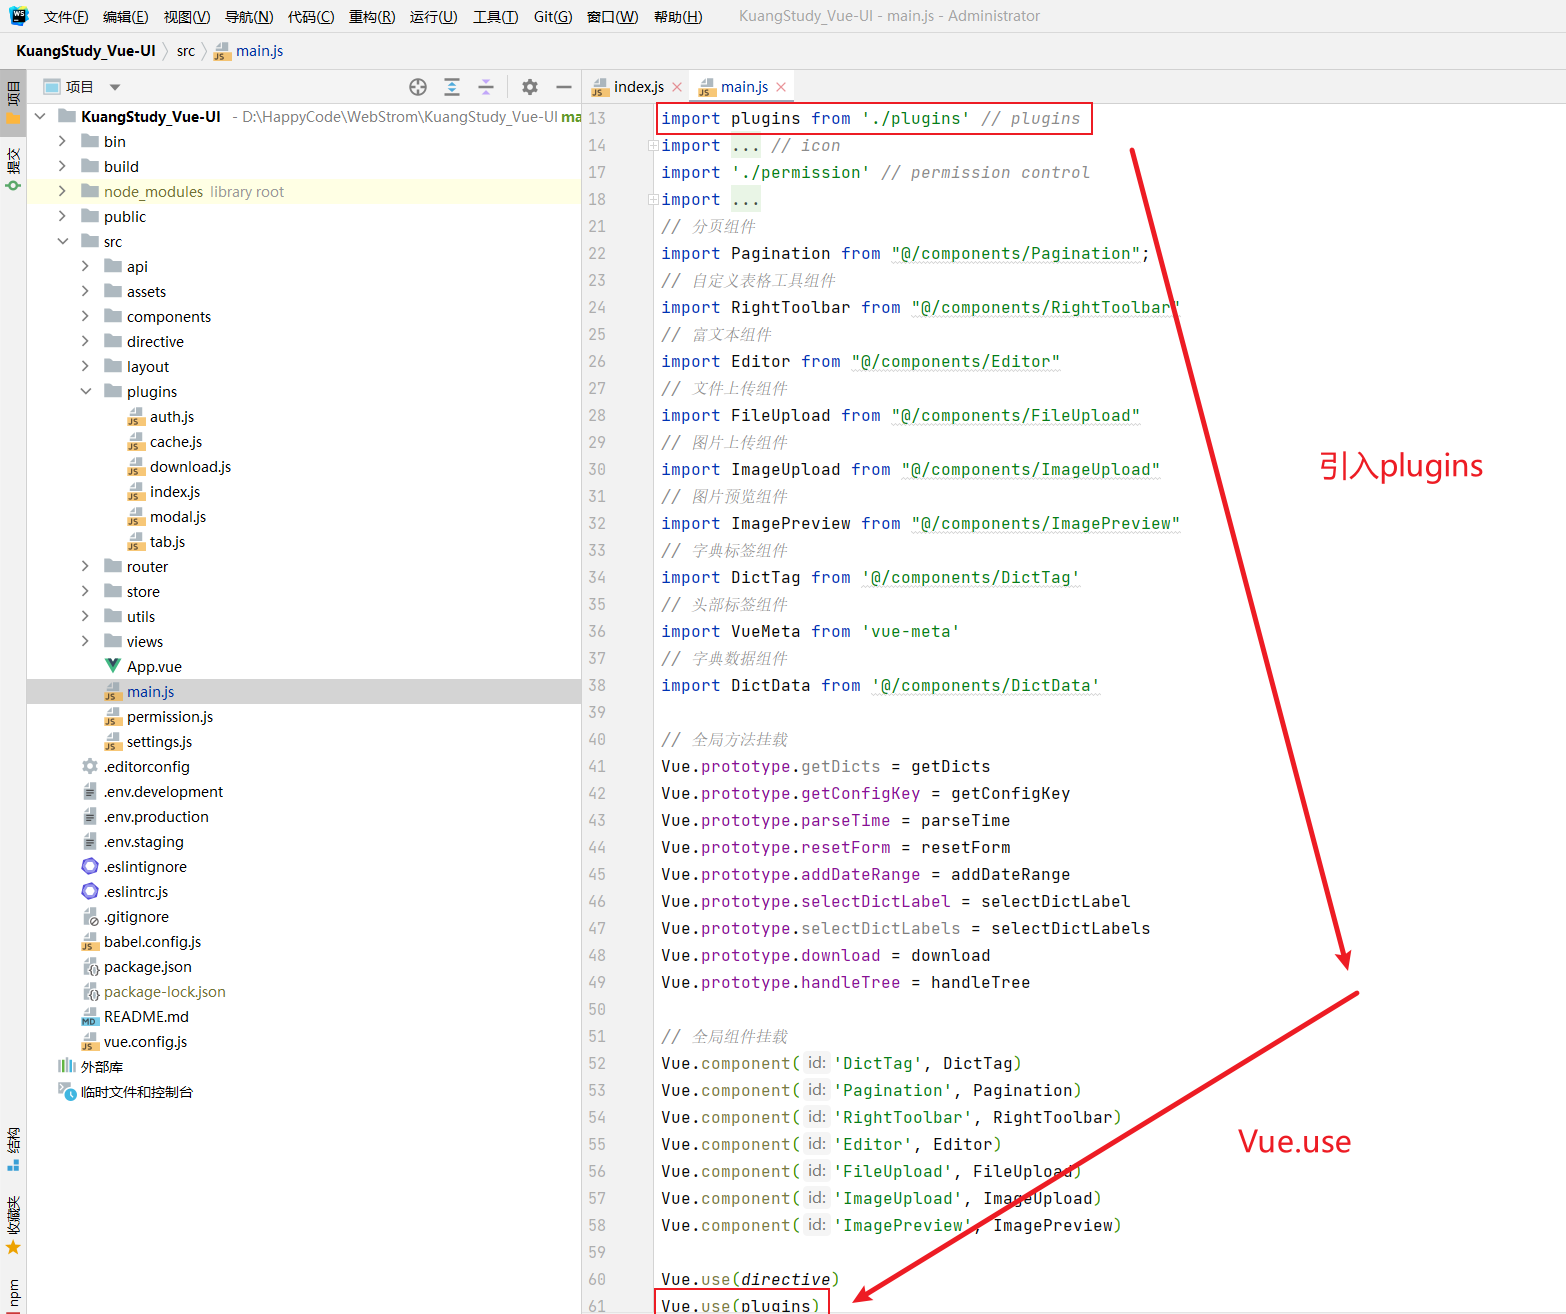 文件(F) 编辑(E) 视图(V) 导航(N) 代码(C) 重构(R) 运行(U) 工具(T) Git(G) 窗口(W) 帮助(H) KuangStudy_Vue-UI - main.js - Administrator
KuangStudy_Vue-UI src main.js
项目
提交
结构
收藏夹
npm
项目
KuangStudy_Vue-UI - D:\HappyCode\WebStrom\KuangStudy_Vue-UI ma
bin
build
node_modules library root
public
src
api
assets
components
directive
layout
plugins
auth.js
cache.js
download.js
index.js
modal.js
tab.js
router
store
utils
views
App.vue
main.js
permission.js
settings.js
.editorconfig
.env.development
.env.production
.env.staging
.eslintignore
.eslintrc.js
.gitignore
babel.config.js
package.json
package-lock.json
README.md
vue.config.js
外部库
临时文件和控制台
index.js main.js
13 import plugins from './plugins' // plugins
14 import ... // icon
17 import './permission' // permission control
18 import ...
21 // 分页组件
22 import Pagination from "@/components/Pagination";
23 // 自定义表格工具组件
24 import RightToolbar from "@/components/RightToolbar"
25 // 富文本组件
26 import Editor from "@/components/Editor"
27 // 文件上传组件
28 import FileUpload from "@/components/FileUpload"
29 // 图片上传组件
30 import ImageUpload from "@/components/ImageUpload"
31 // 图片预览组件
32 import ImagePreview from "@/components/ImagePreview"
33 // 字典标签组件
34 import DictTag from '@/components/DictTag'
35 // 头部标签组件
36 import VueMeta from 'vue-meta'
37 // 字典数据组件
38 import DictData from '@/components/DictData'
39
40 // 全局方法挂载
41 Vue.prototype.getDicts = getDicts
42 Vue.prototype.getConfigKey = getConfigKey
43 Vue.prototype.parseTime = parseTime
44 Vue.prototype.resetForm = resetForm
45 Vue.prototype.addDateRange = addDateRange
46 Vue.prototype.selectDictLabel = selectDictLabel
47 Vue.prototype.selectDictLabels = selectDictLabels
48 Vue.prototype.download = download
49 Vue.prototype.handleTree = handleTree
50
51 // 全局组件挂载
52 Vue.component( id: 'DictTag', DictTag)
53 Vue.component( id: 'Pagination', Pagination)
54 Vue.component( id: 'RightToolbar', RightToolbar)
55 Vue.component( id: 'Editor', Editor)
56 Vue.component( id: 'FileUpload', FileUpload)
57 Vue.component( id: 'ImageUpload', ImageUpload)
58 Vue.component( id: 'ImagePreview', ImagePreview)
59
60 Vue.use(directive)
61 Vue.use(plugins)
引入plugins
Vue.use